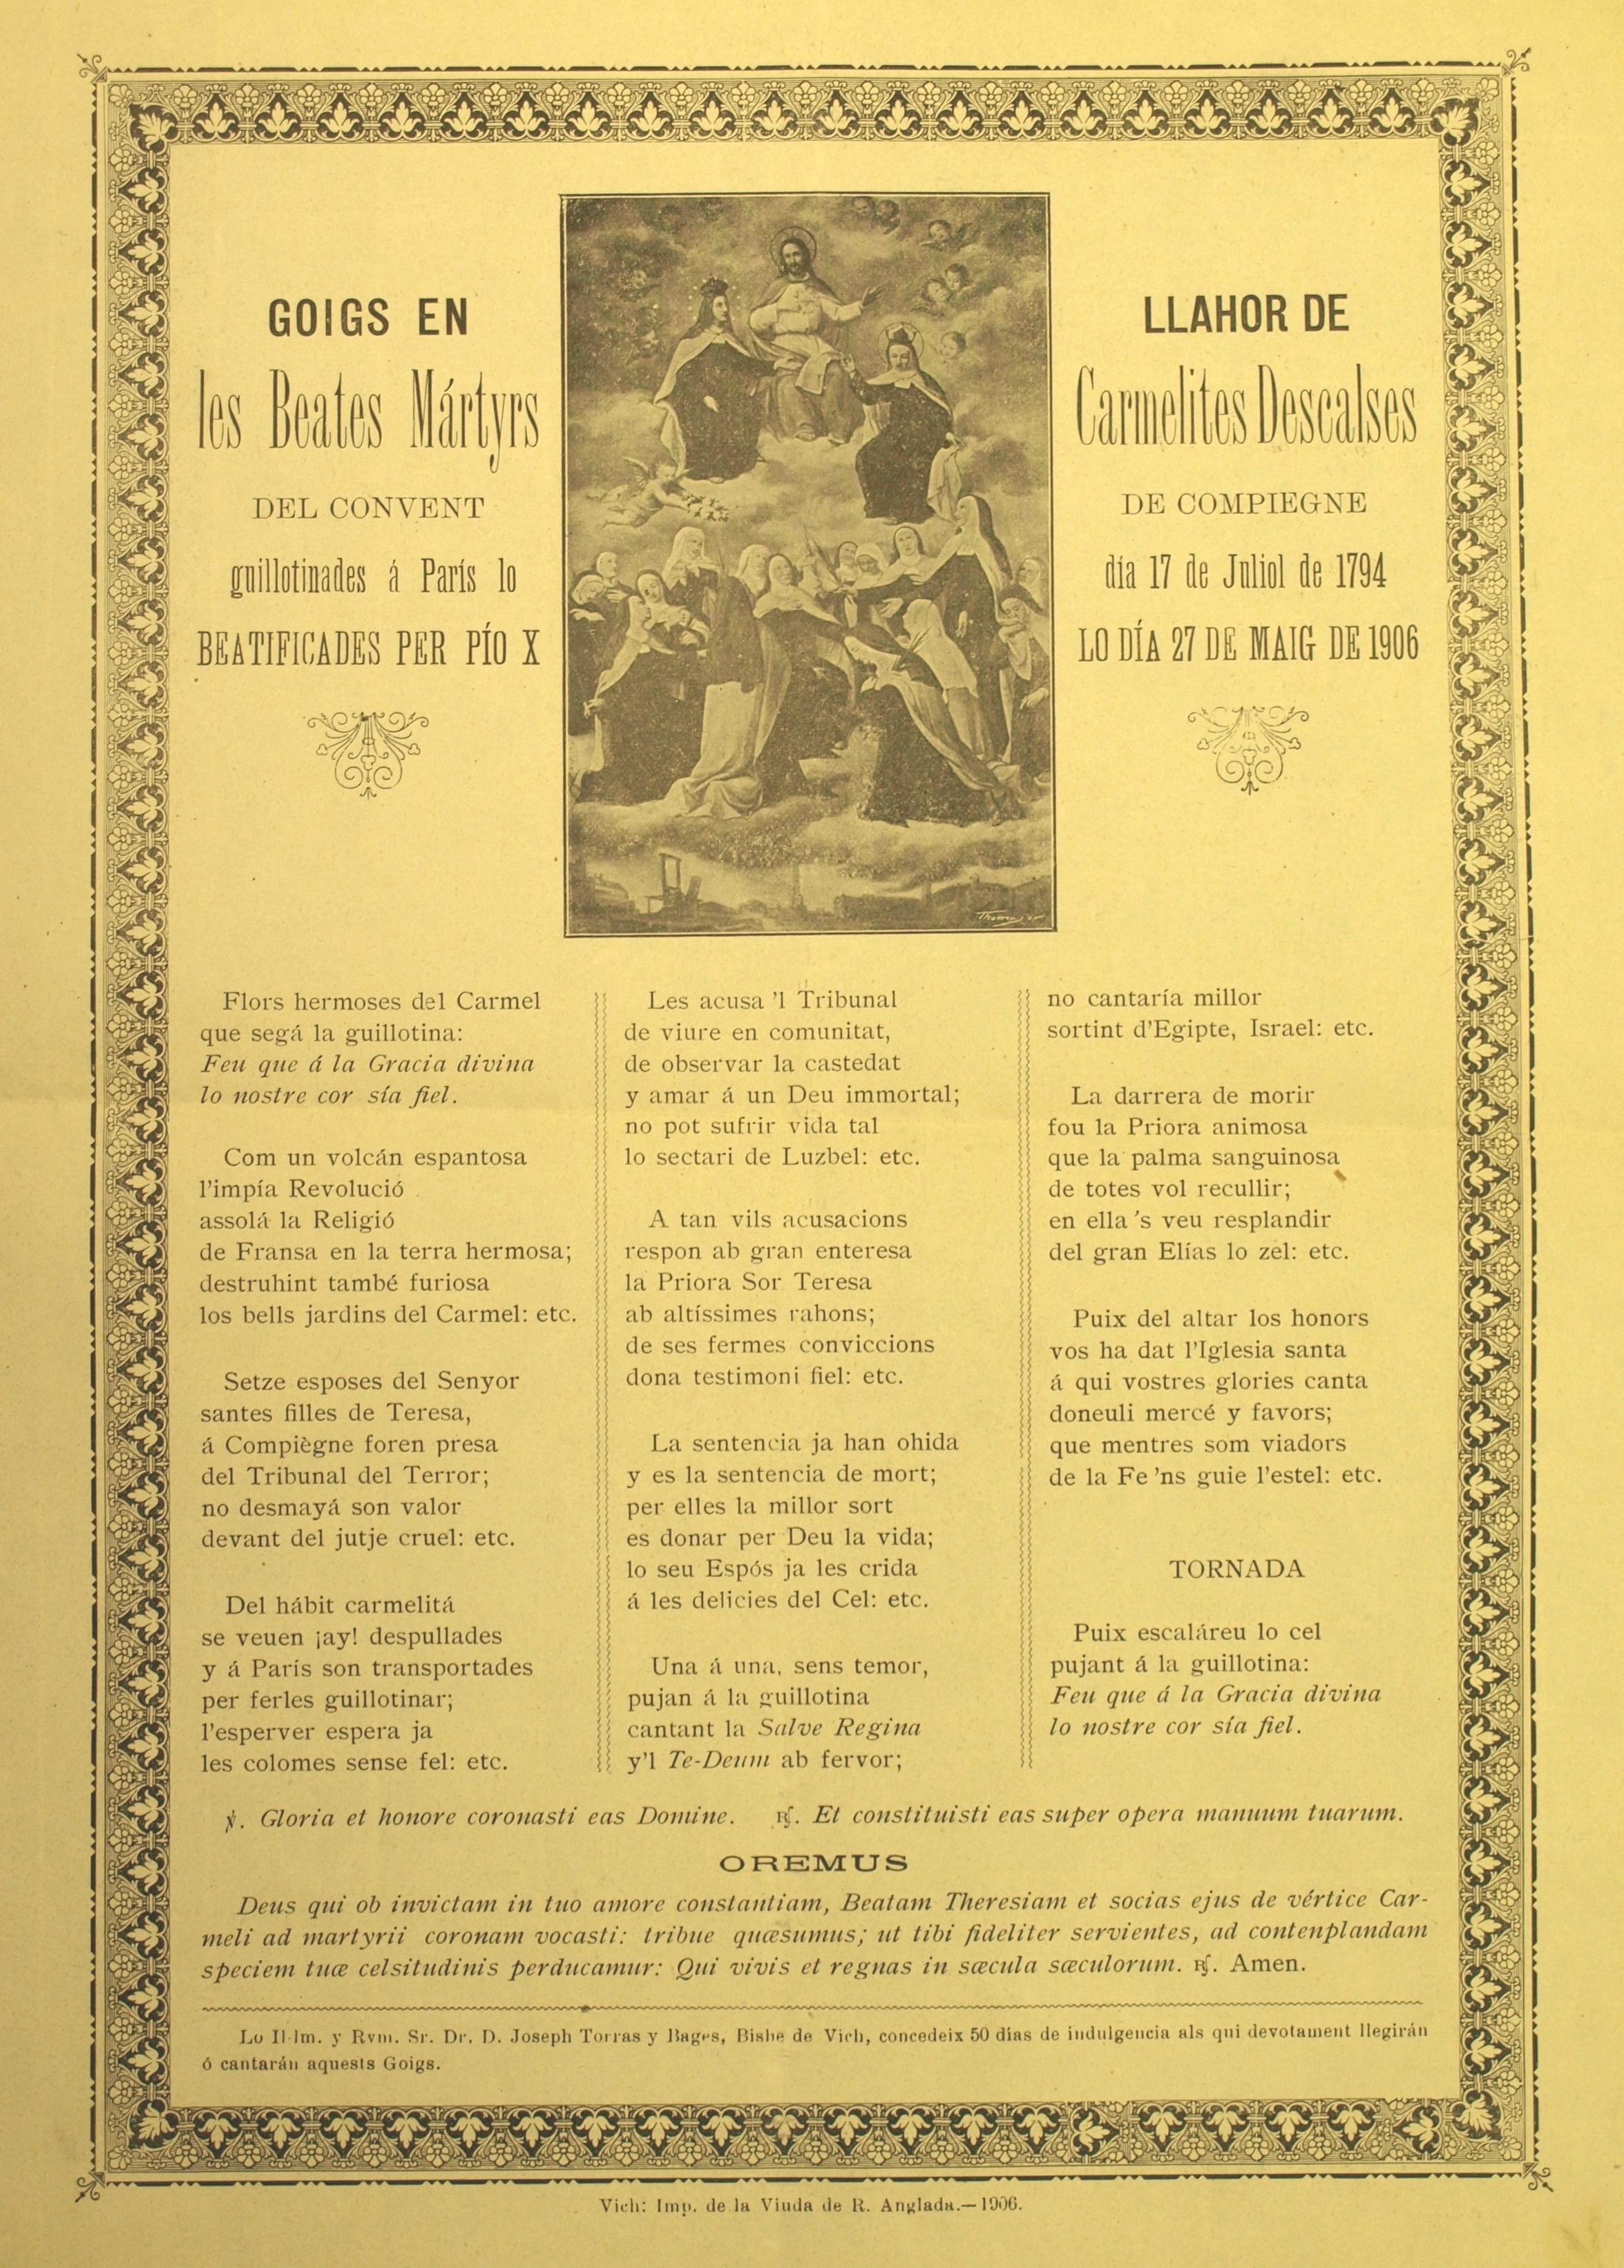 GOIGS EN LLAHOR DE
les Beates Mártyrs Carmelites Descalses
DEL CONVENT DE COMPIEGNE
guillotinades á París lo día 17 de Juliol de 1794
BEATIFICADES PER PÍO X LO DÍA 27 DE MAIG DE 1906
Flors hermoses del Carmel
que segá la guillotina:
Feu que á la Gracia divina
lo nostre cor sía fiel.
Com un volcán espantosa
l'impía Revolució
assolá la Religió
de Fransa en la terra hermosa;
destruhint també furiosa
los bells jardins del Carmel: etc.
Setze esposes del Senyor
santes filles de Teresa,
á Compiègne foren presa
del Tribunal del Terror;
no desmayá son valor
devant del jutje cruel: etc.
Del hábit carmelitá
se veuen ¡ay! despullades
y á París son transportades
per ferles guillotinar;
l'esperver espera ja
les colomes sense fel: etc.
Les acusa 'l Tribunal
de viure en comunitat,
de observar la castedat
y amar á un Deu immortal;
no pot sufrir vida tal
lo sectari de Luzbel: etc.
A tan vils acusacions
respon ab gran enteresa
la Priora Sor Teresa
ab altíssimes rahons;
de ses fermes conviccions
dona testimoni fiel: etc.
La sentencia ja han ohida
y es la sentencia de mort;
per elles la millor sort
es donar per Deu la vida;
lo seu Espós ja les crida
á les delicies del Cel: etc.
Una á una, sens temor,
pujan á la guillotina
cantant la Salve Regina
y'l Te-Deum ab fervor;
no cantaría millor
sortint d'Egipte, Israel: etc.
La darrera de morir
fou la Priora animosa
que la palma sanguinosa
de totes vol recullir;
en ella 's veu resplandir
del gran Elías lo zel: etc.
Puix del altar los honors
vos ha dat l'Iglesia santa
á qui vostres glories canta
doneuli mercé y favors;
que mentres som viadors
de la Fe 'ns guie l'estel: etc.
TORNADA
Puix escaláreu lo cel
pujant á la guillotina:
Feu que á la Gracia divina
lo nostre cor sía fiel.
℣. Gloria et honore coronasti eas Domine. ℟. Et constituisti eas super opera manuum tuarum.
OREMUS
Deus qui ob invictam in tuo amore constantiam, Beatam Theresiam et socias ejus de vértice Car-
meli ad martyrii coronam vocasti: tribue quæsumus; ut tibi fideliter servientes, ad contenplandam
speciem tuæ celsitudinis perducamur: Qui vivis et regnas in sæcula sæculorum. ℟. Amen.
Lo Il·lm. y Rvm. Sr. Dr. D. Joseph Torras y Bages, Bisbe de Vich, concedeix 50 días de indulgencia als qui devotament llegirán
ó cantarán aquests Goigs.
Vich: Imp. de la Viuda de R. Anglada.—1906.